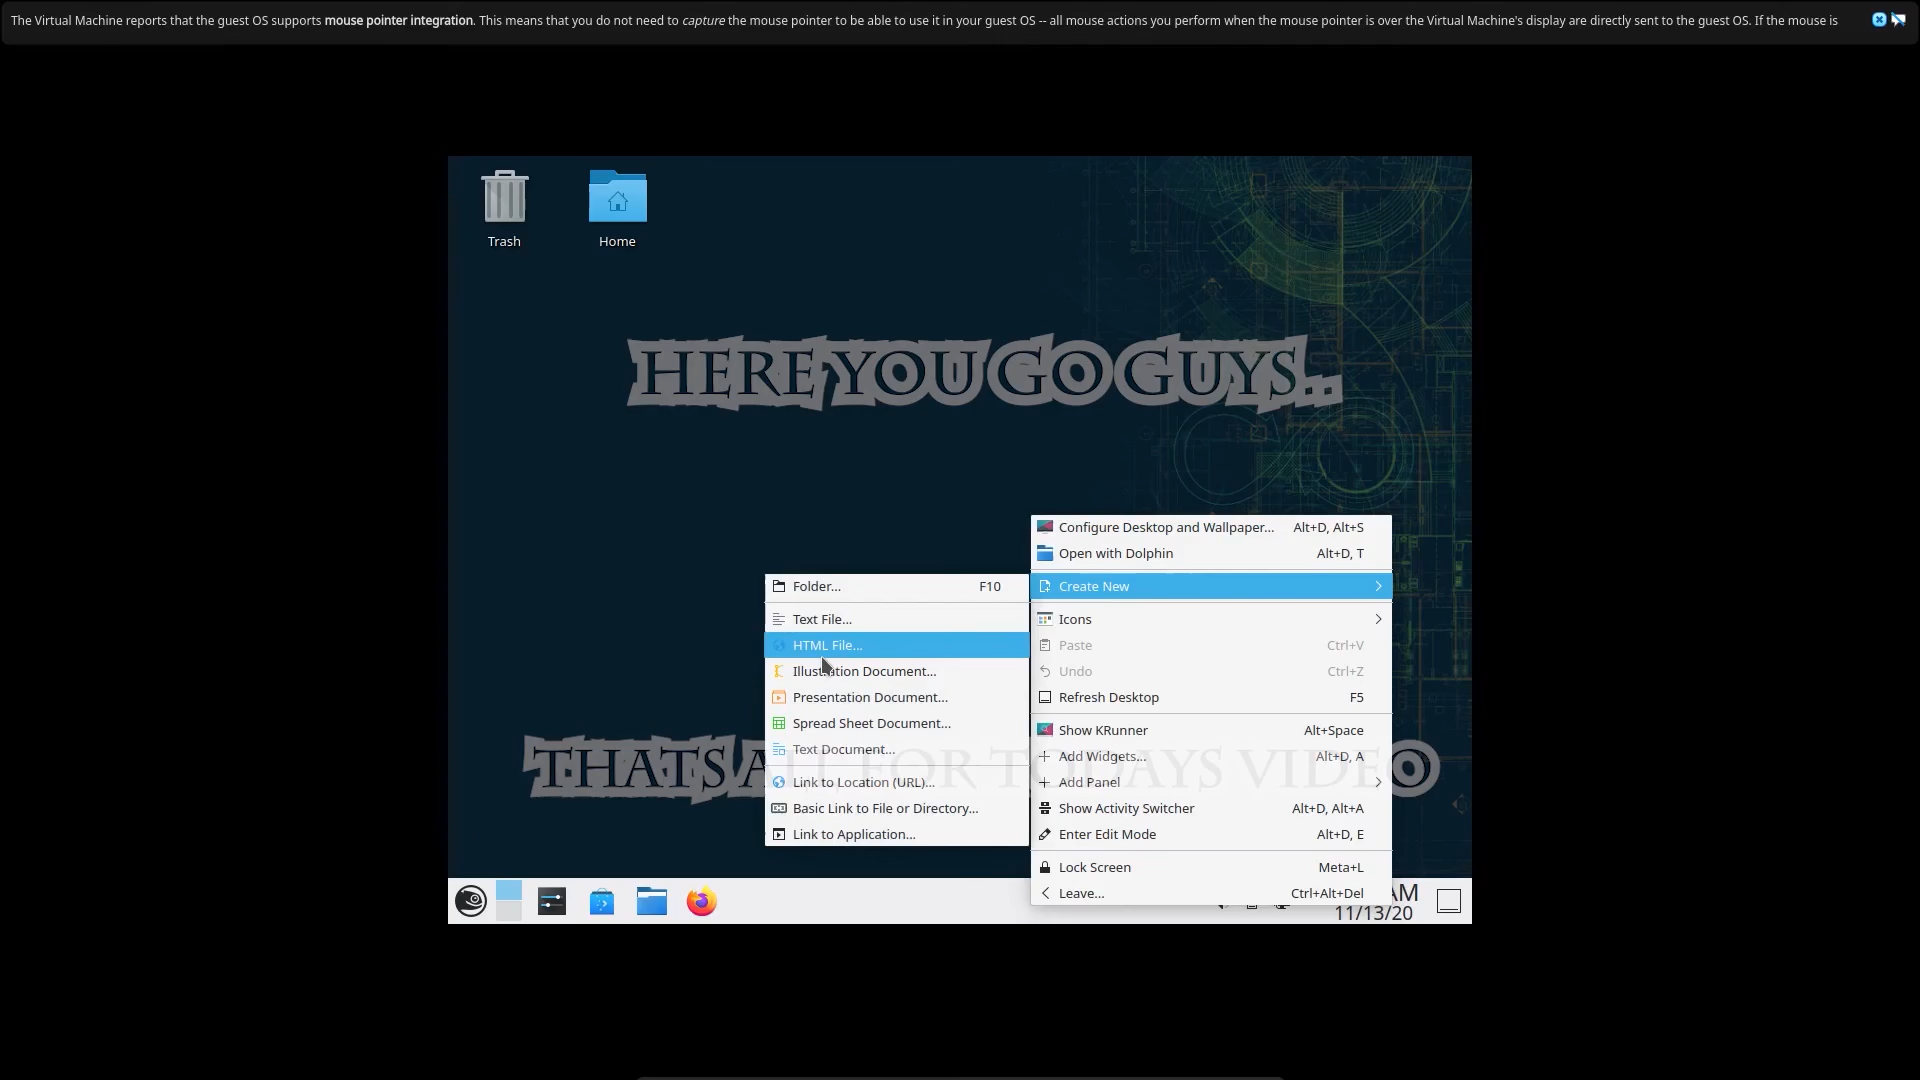 The Virtual Machine reports that the guest OS supports mouse pointer integration. This means that you do not need to capture the mouse pointer to be able to use it in your guest OS -- all mouse actions you perform when the mouse pointer is over the Virtual Machine's display are directly sent to the guest OS. If the mouse is
Trash
Home
HERE YOU GO GUYS..
Configure Desktop and Wallpaper... Alt+D, Alt+S
Open with Dolphin Alt+D, T
Create New
Icons
Paste Ctrl+V
Undo Ctrl+Z
Refresh Desktop F5
Show KRunner Alt+Space
Add Widgets... Alt+D, A
Add Panel
Show Activity Switcher Alt+D, Alt+A
Enter Edit Mode Alt+D, E
Lock Screen Meta+L
Leave... Ctrl+Alt+Del
Folder... F10
Text File...
HTML File...
Illustration Document...
Presentation Document...
Spread Sheet Document...
Text Document...
Link to Location (URL)...
Basic Link to File or Directory...
Link to Application...
THATS ALL FOR TODAYS VIDEO
AM
11/13/20